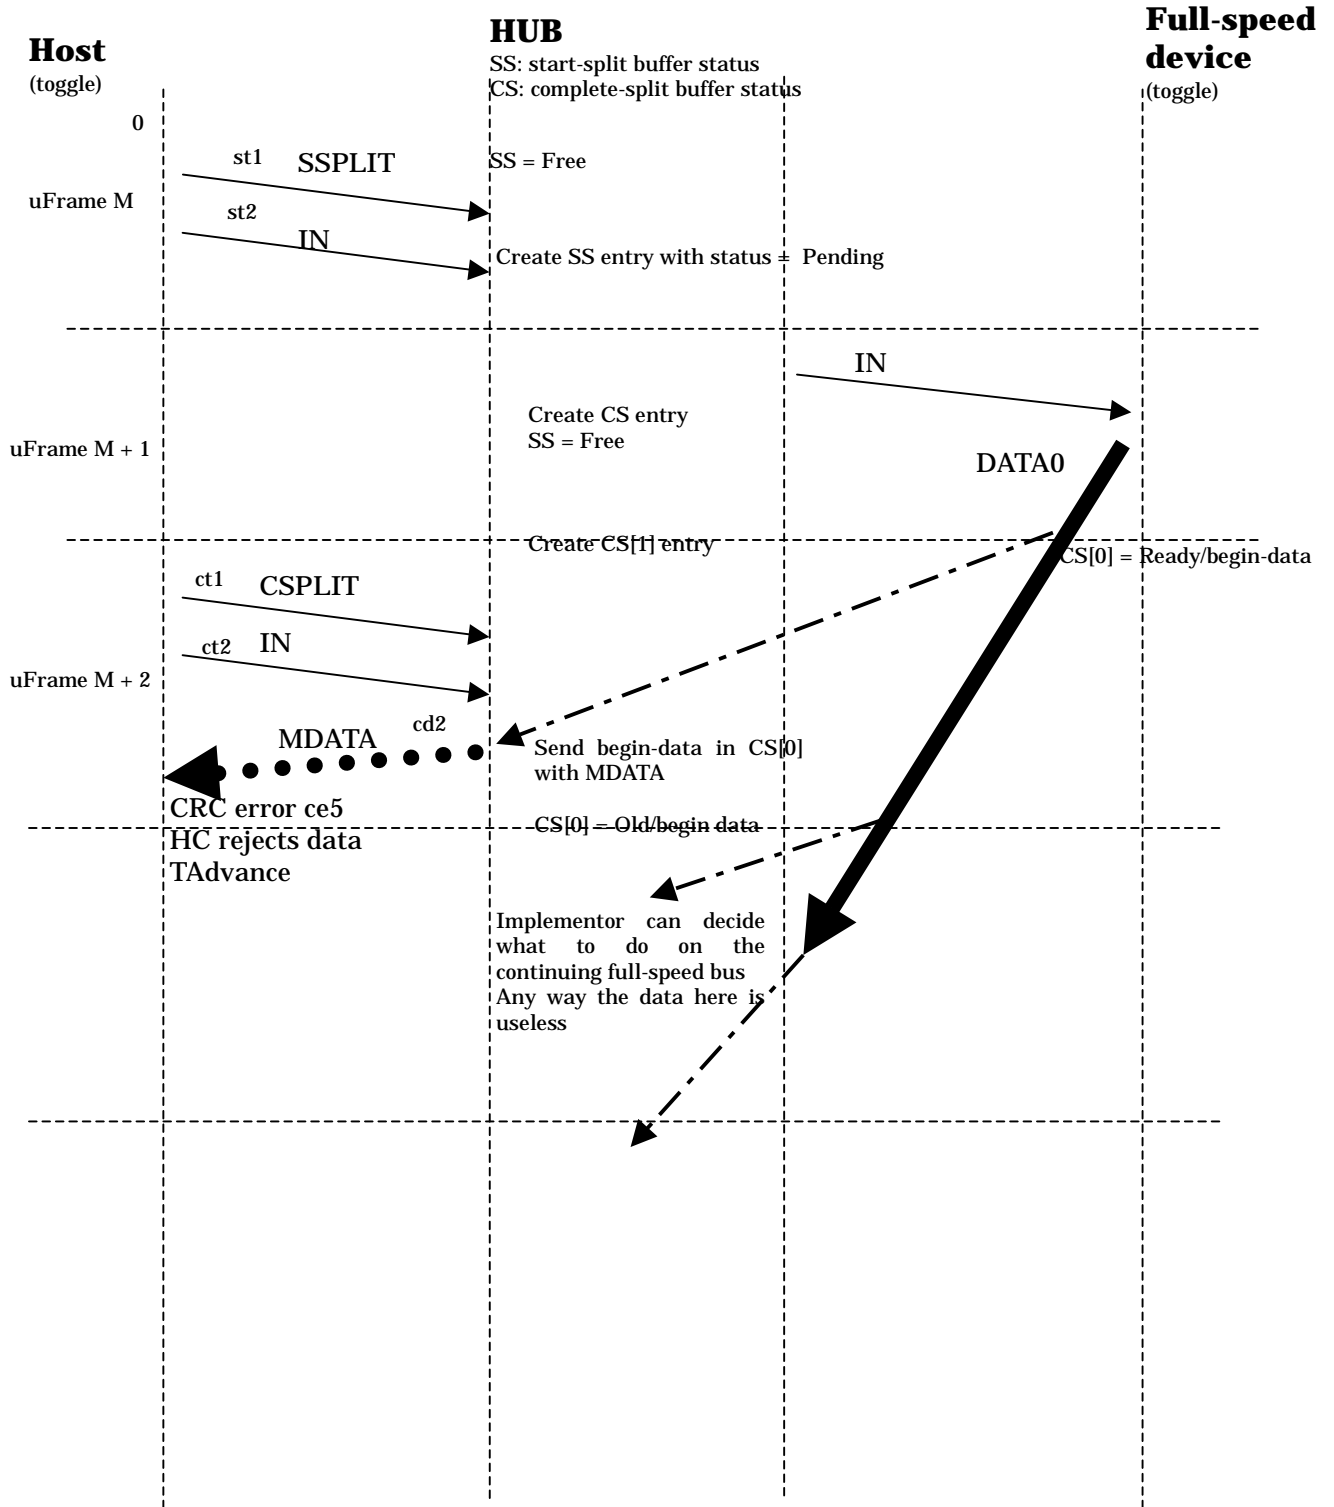 Host
(toggle)
HUB
SS: start-split buffer status
CS: complete-split buffer status
Full-speed
device
(toggle)
0
st1 SSPLIT
SS = Free
uFrame M
st2
IN
Create SS entry with status = Pending
IN
Create CS entry
SS = Free
uFrame M + 1
DATA0
Create CS[1] entry
CS[0] = Ready/begin-data
ct1 CSPLIT
ct2 IN
uFrame M + 2
MDATA cd2
Send begin-data in CS[0]
with MDATA
CRC error ce5
HC rejects data
TAdvance
CS[0] = Old/begin data
Implementor can decide
what to do on the
continuing full-speed bus
Any way the data here is
useless